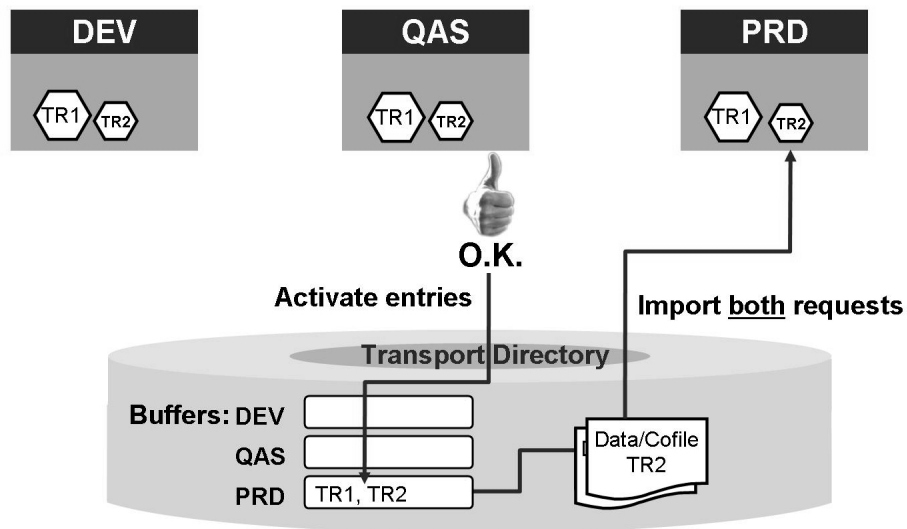 DEV
QAS
PRD
TR1
TR2
TR1
TR2
TR1
TR2
O.K.
Activate entries
Import both requests
Transport Directory
Buffers: DEV
QAS
PRD
TR1, TR2
Data/Cofile
TR2